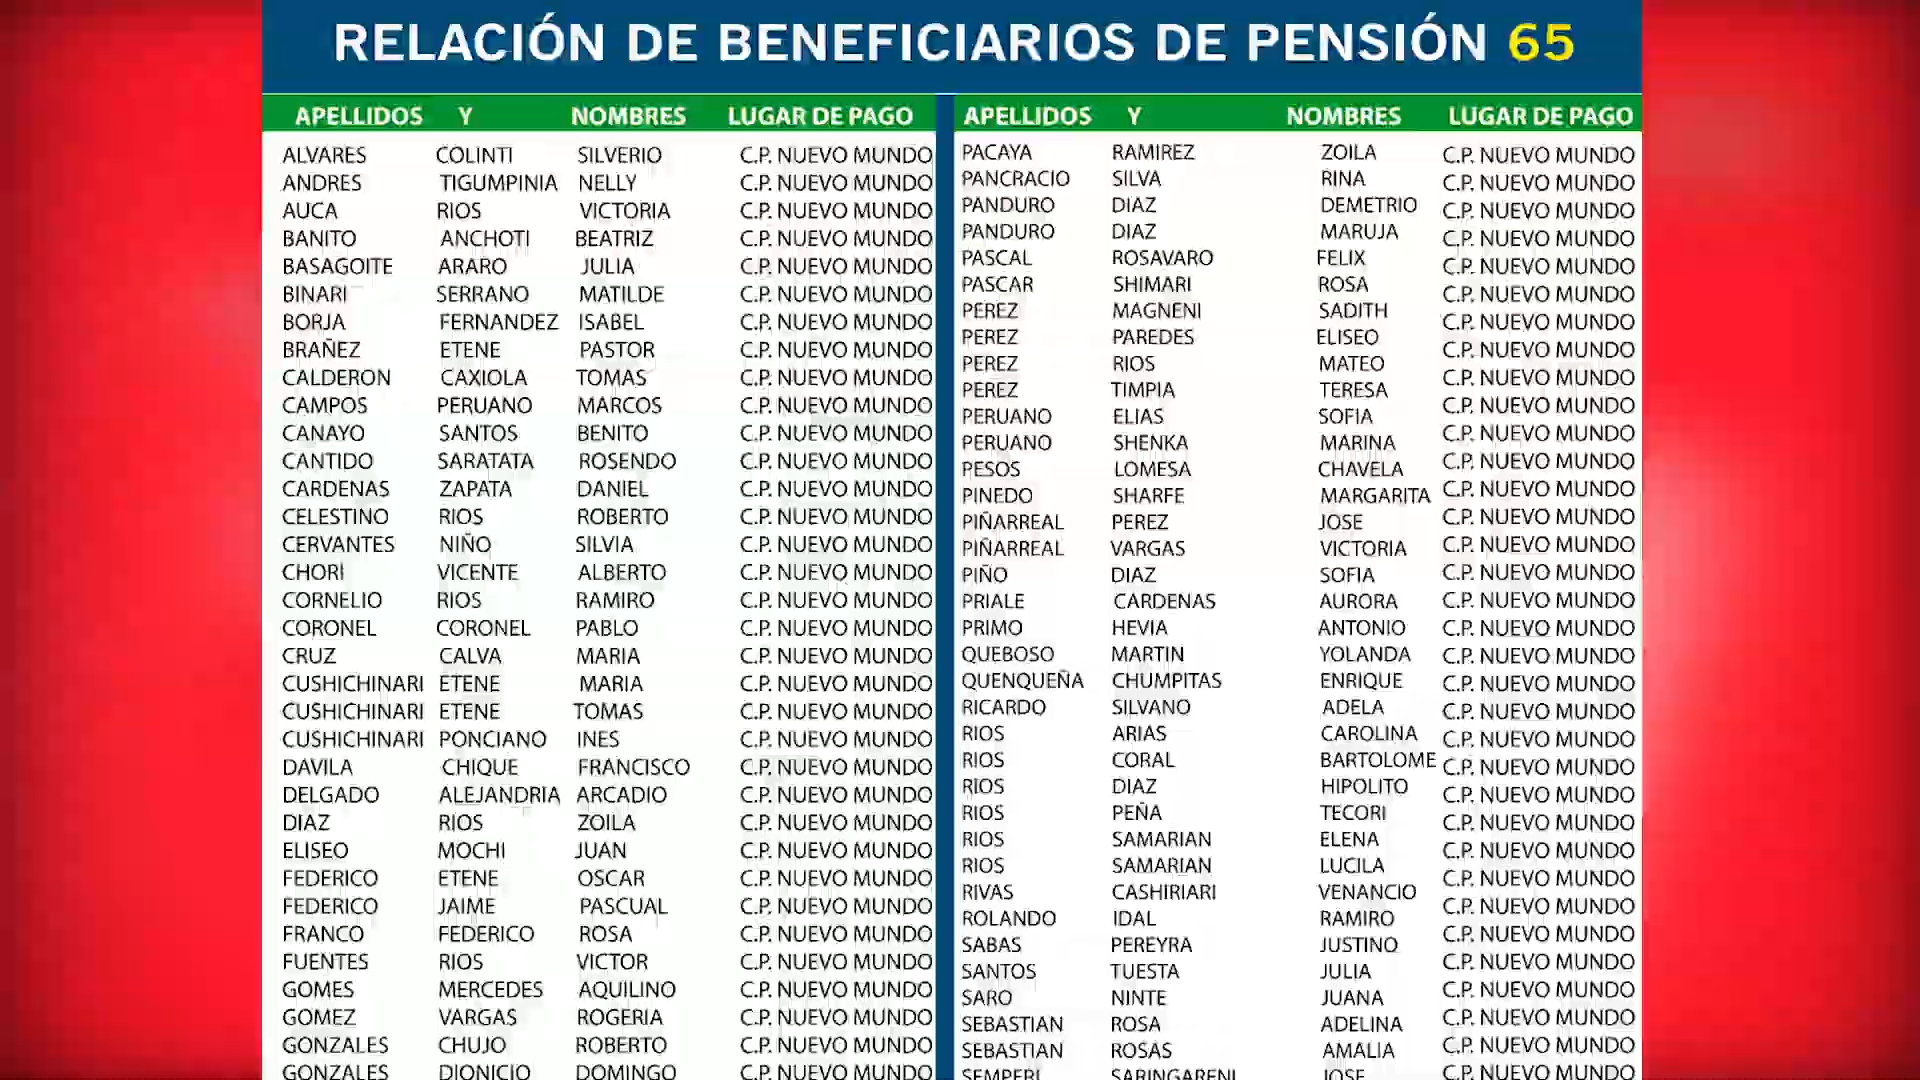 RELACIÓN DE BENEFICIARIOS DE PENSIÓN 65
APELLIDOS Y NOMBRES LUGAR DE PAGO
ALVARES COLINTI SILVERIO C.P. NUEVO MUNDO
ANDRES TIGUMPINIA NELLY C.P. NUEVO MUNDO
AUCA RIOS VICTORIA C.P. NUEVO MUNDO
BANITO ANCHOTI BEATRIZ C.P. NUEVO MUNDO
BASAGOITE ARARO JULIA C.P. NUEVO MUNDO
BINARI SERRANO MATILDE C.P. NUEVO MUNDO
BORJA FERNANDEZ ISABEL C.P. NUEVO MUNDO
BRAÑEZ ETENE PASTOR C.P. NUEVO MUNDO
CALDERON CAXIOLA TOMAS C.P. NUEVO MUNDO
CAMPOS PERUANO MARCOS C.P. NUEVO MUNDO
CANAYO SANTOS BENITO C.P. NUEVO MUNDO
CANTIDO SARATATA ROSENDO C.P. NUEVO MUNDO
CARDENAS ZAPATA DANIEL C.P. NUEVO MUNDO
CELESTINO RIOS ROBERTO C.P. NUEVO MUNDO
CERVANTES NIÑO SILVIA C.P. NUEVO MUNDO
CHORI VICENTE ALBERTO C.P. NUEVO MUNDO
CORNELIO RIOS RAMIRO C.P. NUEVO MUNDO
CORONEL CORONEL PABLO C.P. NUEVO MUNDO
CRUZ CALVA MARIA C.P. NUEVO MUNDO
CUSHICHINARI ETENE MARIA C.P. NUEVO MUNDO
CUSHICHINARI ETENE TOMAS C.P. NUEVO MUNDO
CUSHICHINARI PONCIANO INES C.P. NUEVO MUNDO
DAVILA CHIQUE FRANCISCO C.P. NUEVO MUNDO
DELGADO ALEJANDRIA ARCADIO C.P. NUEVO MUNDO
DIAZ RIOS ZOILA C.P. NUEVO MUNDO
ELISEO MOCHI JUAN C.P. NUEVO MUNDO
FEDERICO ETENE OSCAR C.P. NUEVO MUNDO
FEDERICO JAIME PASCUAL C.P. NUEVO MUNDO
FRANCO FEDERICO ROSA C.P. NUEVO MUNDO
FUENTES RIOS VICTOR C.P. NUEVO MUNDO
GOMES MERCEDES AQUILINO C.P. NUEVO MUNDO
GOMEZ VARGAS ROGERIA C.P. NUEVO MUNDO
GONZALES CHUJO ROBERTO C.P. NUEVO MUNDO
GONZALES DIONICIO DOMINGO C.P. NUEVO MUNDO
APELLIDOS Y NOMBRES LUGAR DE PAGO
PACAYA RAMIREZ ZOILA C.P. NUEVO MUNDO
PANCRACIO SILVA RINA C.P. NUEVO MUNDO
PANDURO DIAZ DEMETRIO C.P. NUEVO MUNDO
PANDURO DIAZ MARUJA C.P. NUEVO MUNDO
PASCAL ROSAVARO FELIX C.P. NUEVO MUNDO
PASCAR SHIMARI ROSA C.P. NUEVO MUNDO
PEREZ MAGNENI SADITH C.P. NUEVO MUNDO
PEREZ PAREDES ELISEO C.P. NUEVO MUNDO
PEREZ RIOS MATEO C.P. NUEVO MUNDO
PEREZ TIMPIA TERESA C.P. NUEVO MUNDO
PERUANO ELIAS SOFIA C.P. NUEVO MUNDO
PERUANO SHENKA MARINA C.P. NUEVO MUNDO
PESOS LOMESA CHAVELA C.P. NUEVO MUNDO
PINEDO SHARFE MARGARITA C.P. NUEVO MUNDO
PIÑARREAL PEREZ JOSE C.P. NUEVO MUNDO
PIÑARREAL VARGAS VICTORIA C.P. NUEVO MUNDO
PIÑO DIAZ SOFIA C.P. NUEVO MUNDO
PRIALE CARDENAS AURORA C.P. NUEVO MUNDO
PRIMO HEVIA ANTONIO C.P. NUEVO MUNDO
QUEBOSO MARTIN YOLANDA C.P. NUEVO MUNDO
QUENQUEÑA CHUMPITAS ENRIQUE C.P. NUEVO MUNDO
RICARDO SILVANO ADELA C.P. NUEVO MUNDO
RIOS ARIAS CAROLINA C.P. NUEVO MUNDO
RIOS CORAL BARTOLOME C.P. NUEVO MUNDO
RIOS DIAZ HIPOLITO C.P. NUEVO MUNDO
RIOS PEÑA TECORI C.P. NUEVO MUNDO
RIOS SAMARIAN ELENA C.P. NUEVO MUNDO
RIOS SAMARIAN LUCILA C.P. NUEVO MUNDO
RIVAS CASHIRIARI VENANCIO C.P. NUEVO MUNDO
ROLANDO IDAL RAMIRO C.P. NUEVO MUNDO
SABAS PEREYRA JUSTINO C.P. NUEVO MUNDO
SANTOS TUESTA JULIA C.P. NUEVO MUNDO
SARO NINTE JUANA C.P. NUEVO MUNDO
SEBASTIAN ROSA ADELINA C.P. NUEVO MUNDO
SEBASTIAN ROSAS AMALIA C.P. NUEVO MUNDO
SEMPERI SARINGARENI JOSE